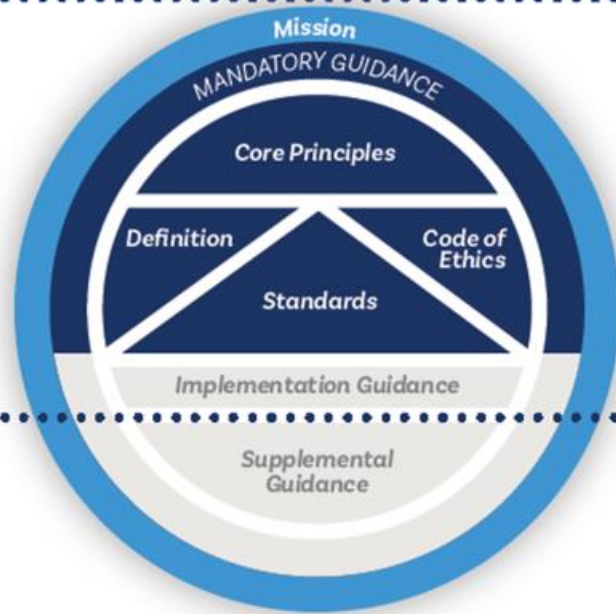 Mission
MANDATORY GUIDANCE
Core Principles
Definition
Code of
Ethics
Standards
Implementation Guidance
Supplemental
Guidance